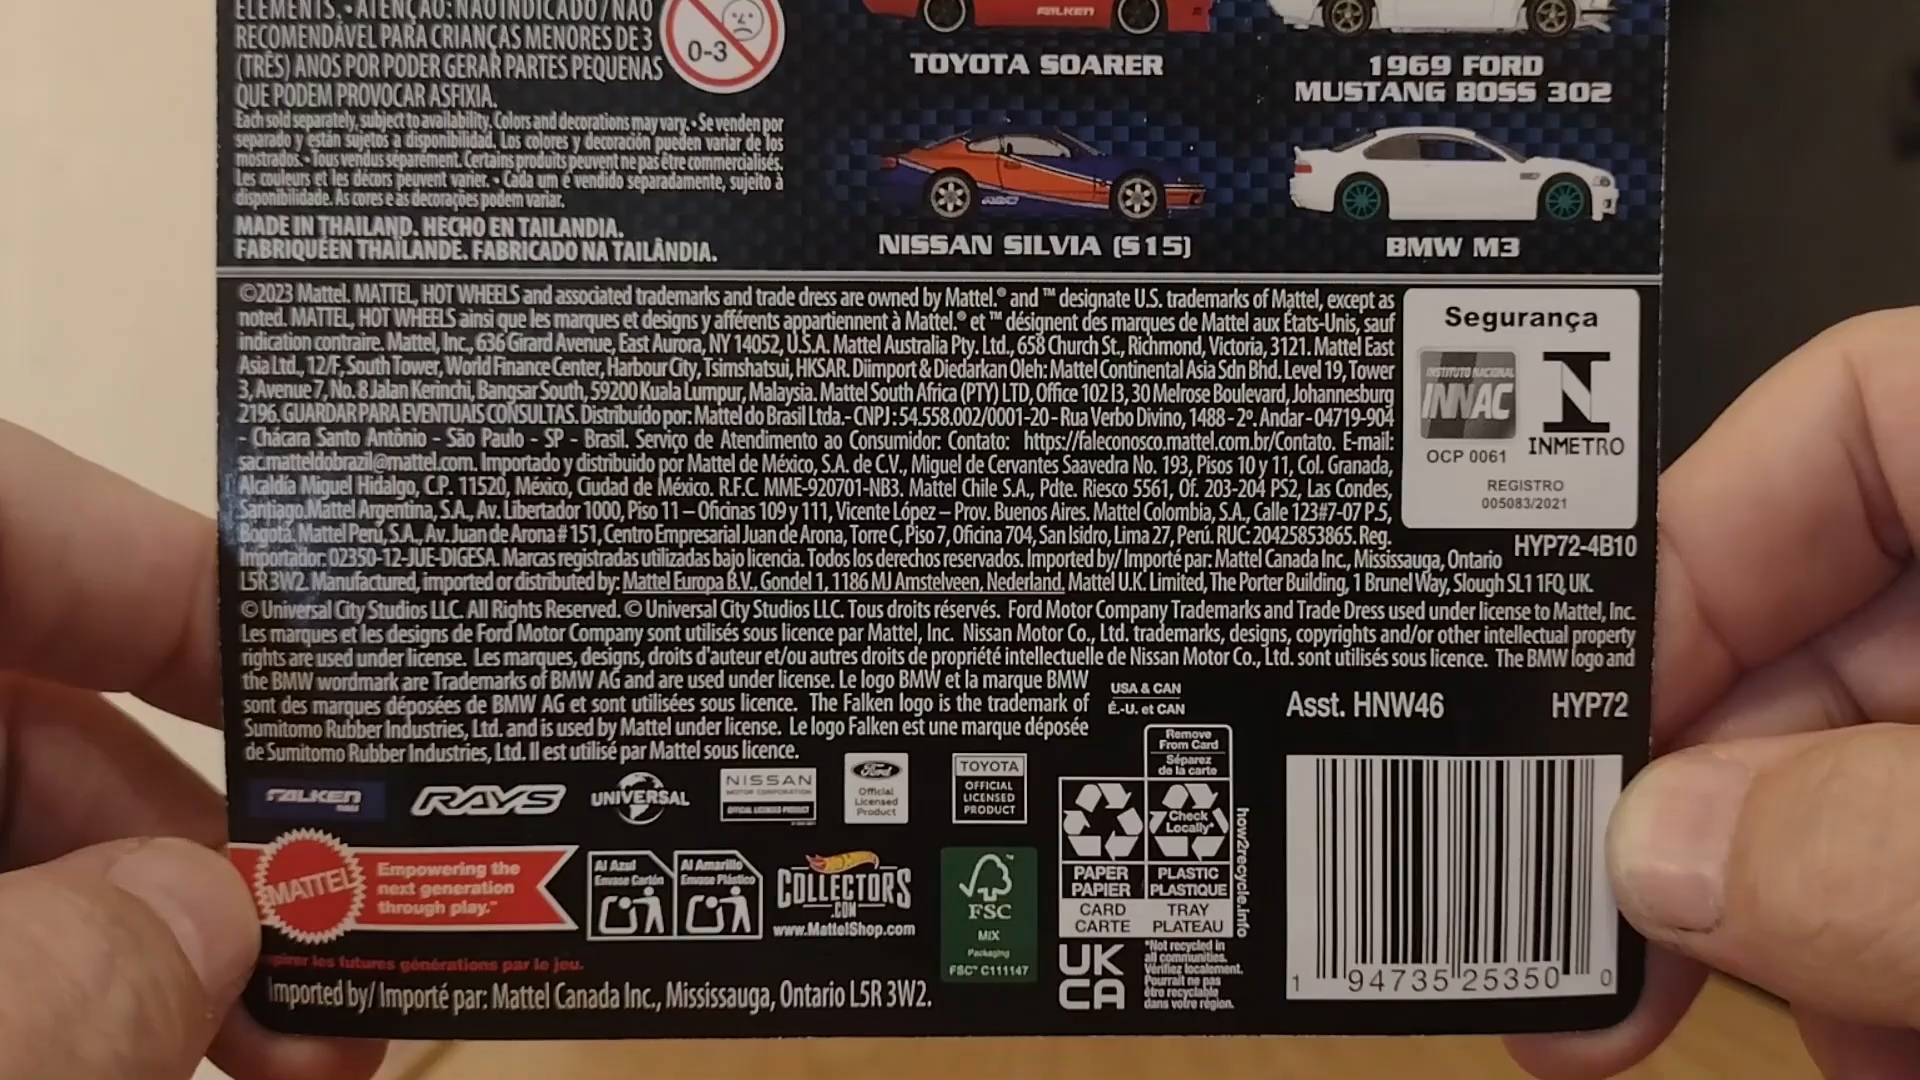 ELEMENTS. • ATENÇÃO: NÃO INDICADO / NÃO
RECOMENDÁVEL PARA CRIANÇAS MENORES DE 3
(TRÊS) ANOS POR PODER GERAR PARTES PEQUENAS
QUE PODEM PROVOCAR ASFIXIA.
0-3
Each sold separately, subject to availability. Colors and decorations may vary. • Se venden por
separado y están sujetos a disponibilidad. Los colores y decoración pueden variar de los
mostrados. • Tous vendus séparément. Certains produits peuvent ne pas être commercialisés.
Les couleurs et les décors peuvent varier. • Cada um é vendido separadamente, sujeito à
disponibilidade. As cores e as decorações podem variar.
MADE IN THAILAND. HECHO EN TAILANDIA.
FABRIQUÉ EN THAÏLANDE. FABRICADO NA TAILÂNDIA.
FALKEN
TOYOTA SOARER
1969 FORD
MUSTANG BOSS 302
NISSAN SILVIA (S15)
BMW M3
©2023 Mattel. MATTEL, HOT WHEELS and associated trademarks and trade dress are owned by Mattel.® and ™ designate U.S. trademarks of Mattel, except as
noted. MATTEL, HOT WHEELS ainsi que les marques et designs y afférents appartiennent à Mattel.® et ™ désignent des marques de Mattel aux États-Unis, sauf
indication contraire. Mattel, Inc., 636 Girard Avenue, East Aurora, NY 14052, U.S.A. Mattel Australia Pty. Ltd., 658 Church St., Richmond, Victoria, 3121. Mattel East
Asia Ltd., 12/F, South Tower, World Finance Center, Harbour City, Tsimshatsui, HKSAR. Diimport & Diedarkan Oleh: Mattel Continental Asia Sdn Bhd. Level 19, Tower
3, Avenue 7, No. 8 Jalan Kerinchi, Bangsar South, 59200 Kuala Lumpur, Malaysia. Mattel South Africa (PTY) LTD, Office 102 I3, 30 Melrose Boulevard, Johannesburg
2196. GUARDAR PARA EVENTUAIS CONSULTAS. Distribuído por: Mattel do Brasil Ltda.- CNPJ : 54.558.002/0001-20 - Rua Verbo Divino, 1488 - 2º. Andar - 04719-904
- Chácara Santo Antônio - São Paulo - SP - Brasil. Serviço de Atendimento ao Consumidor: Contato: https://faleconosco.mattel.com.br/Contato. E-mail:
sac.matteldobrazil@mattel.com. Importado y distribuido por Mattel de México, S.A. de C.V., Miguel de Cervantes Saavedra No. 193, Pisos 10 y 11, Col. Granada,
Alcaldía Miguel Hidalgo, C.P. 11520, México, Ciudad de México. R.F.C. MME-920701-NB3. Mattel Chile S.A., Pdte. Riesco 5561, Of. 203-204 PS2, Las Condes,
Santiago.Mattel Argentina, S.A., Av. Libertador 1000, Piso 11 – Oficinas 109 y 111, Vicente López – Prov. Buenos Aires. Mattel Colombia, S.A., Calle 123#7-07 P.5,
Bogotá. Mattel Perú, S.A., Av. Juan de Arona # 151, Centro Empresarial Juan de Arona, Torre C, Piso 7, Oficina 704, San Isidro, Lima 27, Perú. RUC: 20425853865. Reg.
Importador: 02350-12-JUE-DIGESA. Marcas registradas utilizadas bajo licencia. Todos los derechos reservados. Imported by/ Importé par: Mattel Canada Inc., Mississauga, Ontario
L5R 3W2. Manufactured, imported or distributed by: Mattel Europa B.V., Gondel 1, 1186 MJ Amstelveen, Nederland. Mattel U.K. Limited, The Porter Building, 1 Brunel Way, Slough SL1 1FQ, UK.
© Universal City Studios LLC. All Rights Reserved. © Universal City Studios LLC. Tous droits réservés. Ford Motor Company Trademarks and Trade Dress used under license to Mattel, Inc.
Les marques et les designs de Ford Motor Company sont utilisés sous licence par Mattel, Inc. Nissan Motor Co., Ltd. trademarks, designs, copyrights and/or other intellectual property
rights are used under license. Les marques, designs, droits d'auteur et/ou autres droits de propriété intellectuelle de Nissan Motor Co., Ltd. sont utilisés sous licence. The BMW logo and
the BMW wordmark are Trademarks of BMW AG and are used under license. Le logo BMW et la marque BMW
sont des marques déposées de BMW AG et sont utilisées sous licence. The Falken logo is the trademark of
Sumitomo Rubber Industries, Ltd. and is used by Mattel under license. Le logo Falken est une marque déposée
de Sumitomo Rubber Industries, Ltd. Il est utilisé par Mattel sous licence.
Segurança
INSTITUTO NACIONAL
INNAC
OCP 0061
INMETRO
REGISTRO
005083/2021
HYP72-4B10
USA & CAN
É.-U. et CAN
Asst. HNW46
HYP72
FALKEN
RAYS
UNIVERSAL
NISSAN
MOTOR CORPORATION
OFFICIAL LICENSED PRODUCT
Ford
Official
Licensed
Product
TOYOTA
OFFICIAL
LICENSED
PRODUCT
Remove
From Card
Séparez
de la carte
Check
Locally*
PAPER
PAPIER
PLASTIC
PLASTIQUE
CARD
CARTE
TRAY
PLATEAU
how2recycle.info
*Not recycled in
all communities.
Vérifiez localement.
Pourrait ne pas
être recyclable
dans votre région.
MATTEL
Empowering the
next generation
through play.™
les futures générations par le jeu.
Al Azul
Envase Cartón
Al Amarillo
Envase Plástico
COLLECTORS
.COM
www.MattelShop.com
FSC
MIX
Packaging
FSC™ C111147
UK
CA
1 94735 25350 0
Imported by/ Importé par: Mattel Canada Inc., Mississauga, Ontario L5R 3W2.